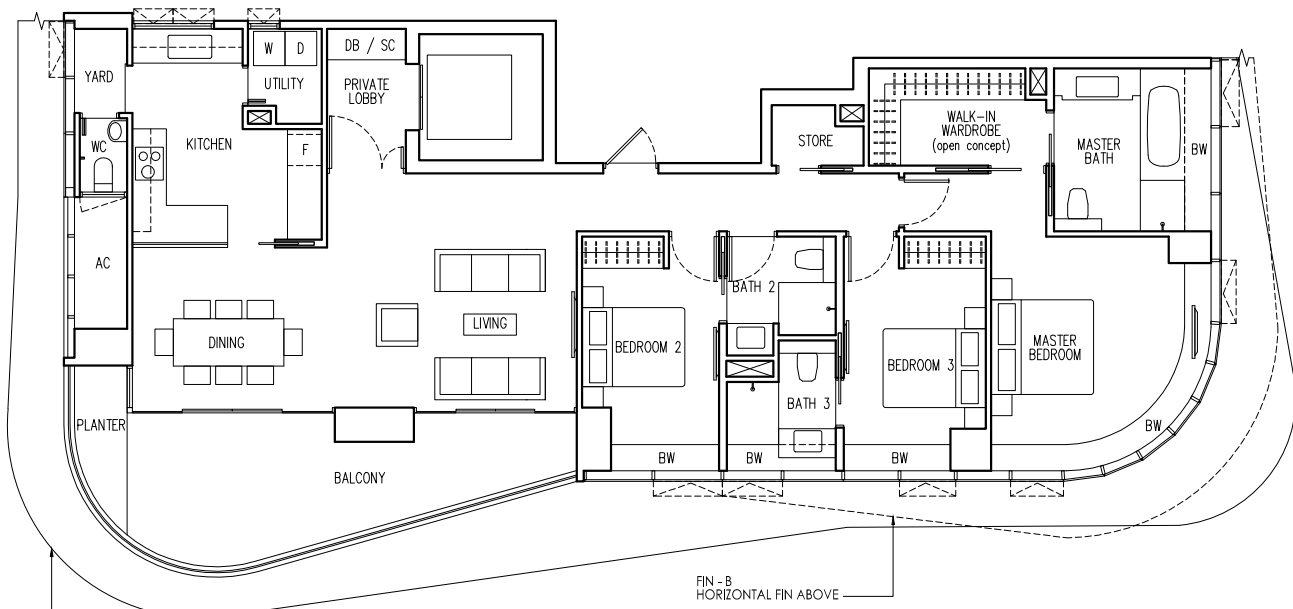 DB / SC
W D
YARD
UTILITY
PRIVATE
LOBBY
WC
KITCHEN
F
STORE
WALK-IN
WARDROBE
(open concept)
MASTER
BATH
BW
AC
BATH 2
LIVING
DINING
BEDROOM 2
BEDROOM 3
MASTER
BEDROOM
BATH 3
PLANTER
BW
BW
BW
BW
BALCONY
FIN - B
HORIZONTAL FIN ABOVE